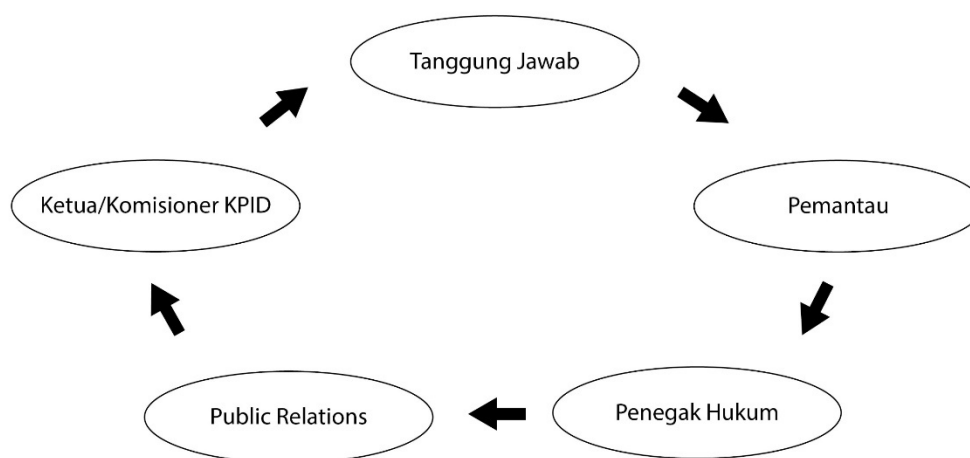 Tanggung Jawab
Ketua/Komisioner KPID
Pemantau
Public Relations
Penegak Hukum